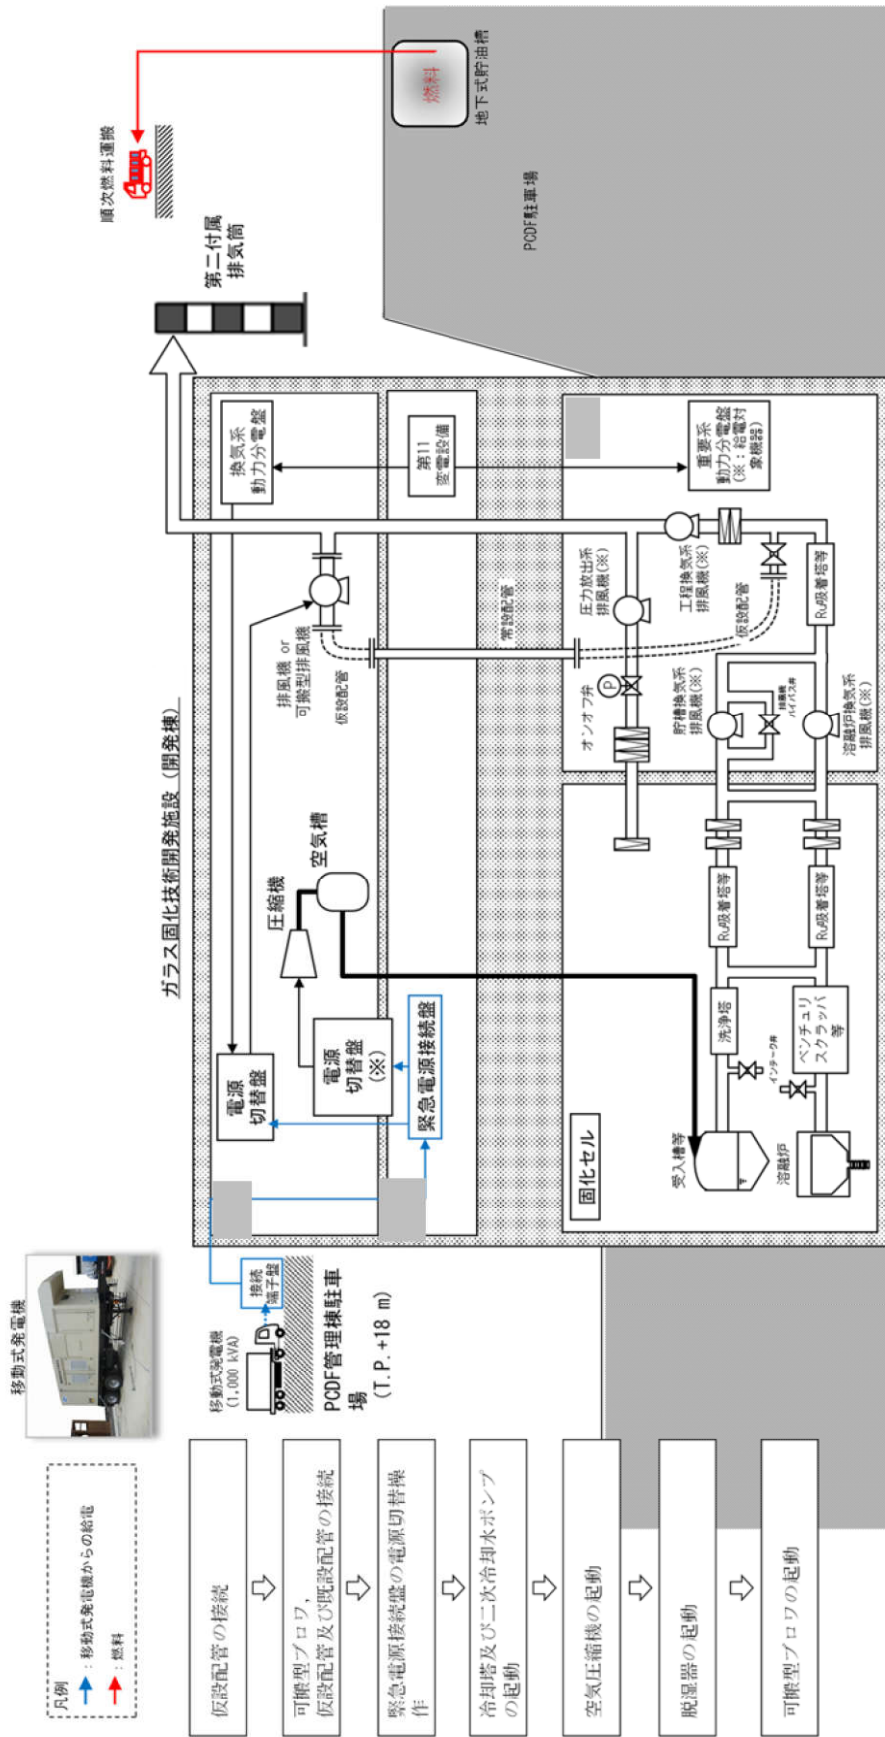 凡例
：移動式発電機からの給電
：燃料
移動式発電機
仮設配管の接続
可搬型ブロワ，
仮設配管及び既設配管の接続
緊急電源接続盤の電源切替操
作
冷却塔及び二次冷却水ポンプ
の起動
空気圧縮機の起動
脱湿器の起動
可搬型ブロワの起動
移動式発電機
(1,000 kVA)
接続
端子盤
PCDF管理棟駐車
場
(T.P.+18 m)
ガラス固化技術開発施設（開発棟）
電源
切替盤
電源
切替盤
(※)
緊急電源接続盤
圧縮機
空気槽
排風機 or
可搬型排風機
仮設配管
換気系
動力分電盤
第11
変電設備
常設配管
固化セル
受入槽等
溶融炉
インテーク弁
洗浄塔
ベンチュリ
スクラッバ
等
Ru吸着塔等
Ru吸着塔等
オンオフ弁
P
圧力放出系
排風機(※)
工程換気系
排風機(※)
仮設配管
貯槽換気系
排風機(※)
排風機
バイパス弁
溶融炉換気系
排風機(※)
Ru吸着塔等
重要系
動力分電盤
(※：給電対
象機器)
第二付属
排気筒
順次燃料運搬
燃料
地下式貯油槽
PCDF駐車場